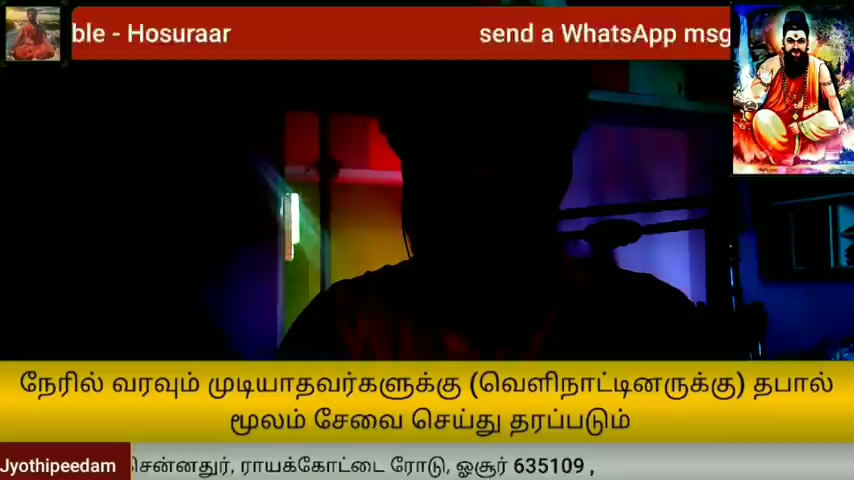 ble - Hosuraar send a WhatsApp msg
நேரில் வரவும் முடியாதவர்களுக்கு (வெளிநாட்டினருக்கு) தபால்
மூலம் சேவை செய்து தரப்படும்
Jyothipeedam சென்னதுர், ராயக்கோட்டை ரோடு, ஓசூர் 635109 ,